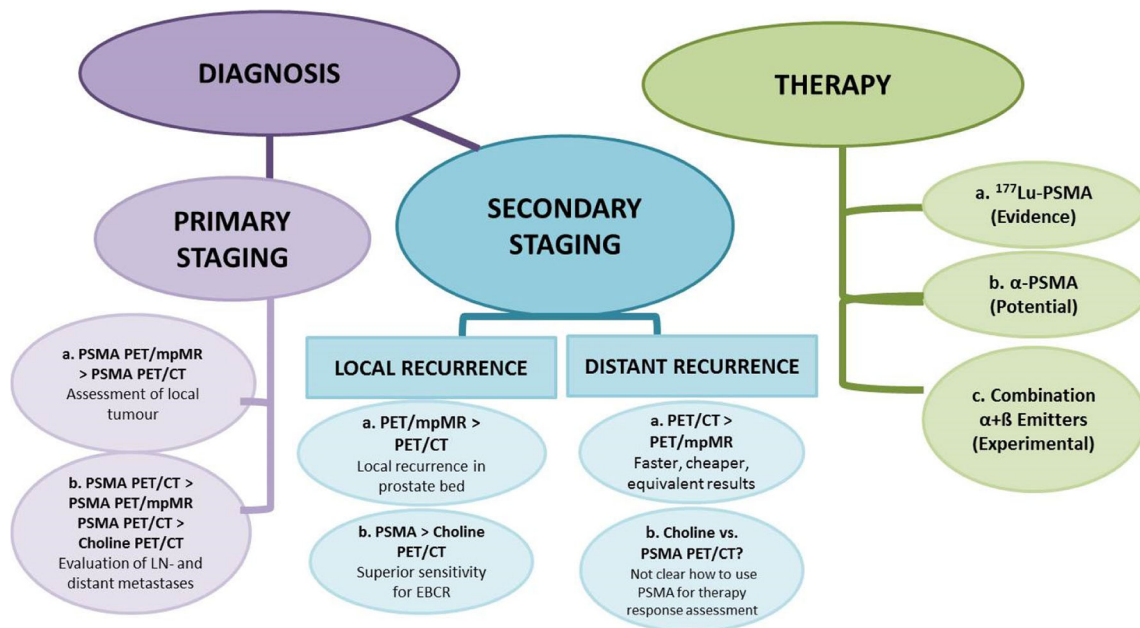 DIAGNOSIS
THERAPY
PRIMARY
STAGING
SECONDARY
STAGING
a. PSMA PET/mpMR
> PSMA PET/CT
Assessment of local
tumour
b. PSMA PET/CT >
PSMA PET/mpMR
PSMA PET/CT >
Choline PET/CT
Evaluation of LN- and
distant metastases
LOCAL RECURRENCE
a. PET/mpMR >
PET/CT
Local recurrence in
prostate bed
b. PSMA > Choline
PET/CT
Superior sensitivity
for EBCR
DISTANT RECURRENCE
a. PET/CT >
PET/mpMR
Faster, cheaper,
equivalent results
b. Choline vs.
PSMA PET/CT?
Not clear how to use
PSMA for therapy
response assessment
a. ¹⁷⁷Lu-PSMA
(Evidence)
b. α-PSMA
(Potential)
c. Combination
α+ß Emitters
(Experimental)